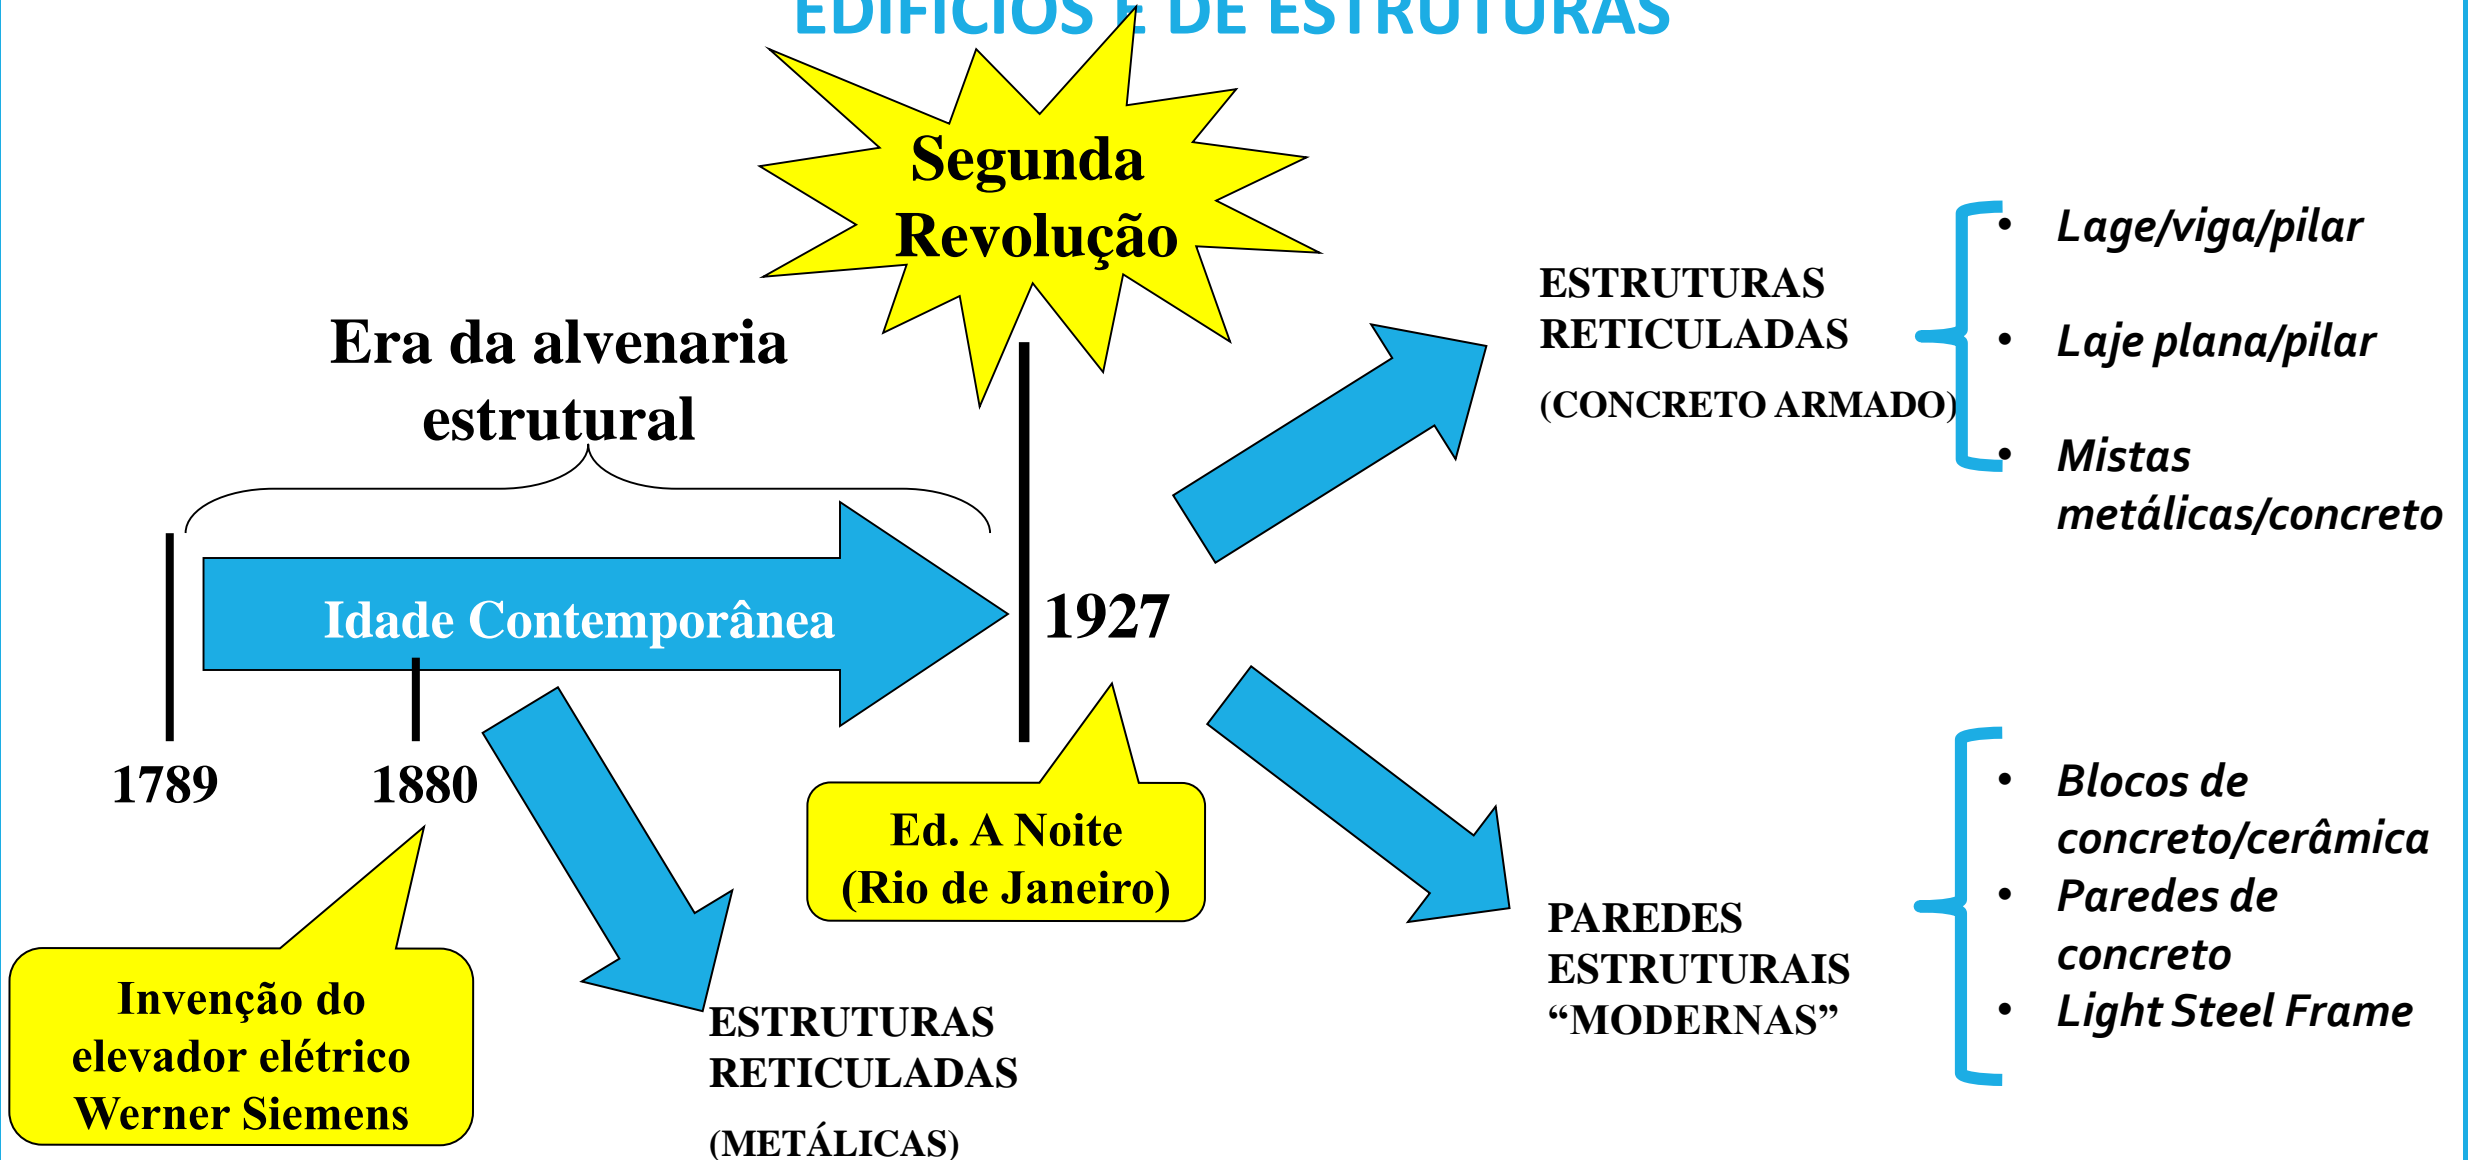 EDIFÍCIOS E DE ESTRUTURAS
Segunda
Revolução
Era da alvenaria
estrutural
Idade Contemporânea
1789
1880
1927
Invenção do
elevador elétrico
Werner Siemens
Ed. A Noite
(Rio de Janeiro)
ESTRUTURAS
RETICULADAS
(METÁLICAS)
ESTRUTURAS
RETICULADAS
(CONCRETO ARMADO)
• Lage/viga/pilar
• Laje plana/pilar
• Mistas
metálicas/concreto
PAREDES
ESTRUTURAIS
“MODERNAS”
• Blocos de
concreto/cerâmica
• Paredes de
concreto
• Light Steel Frame